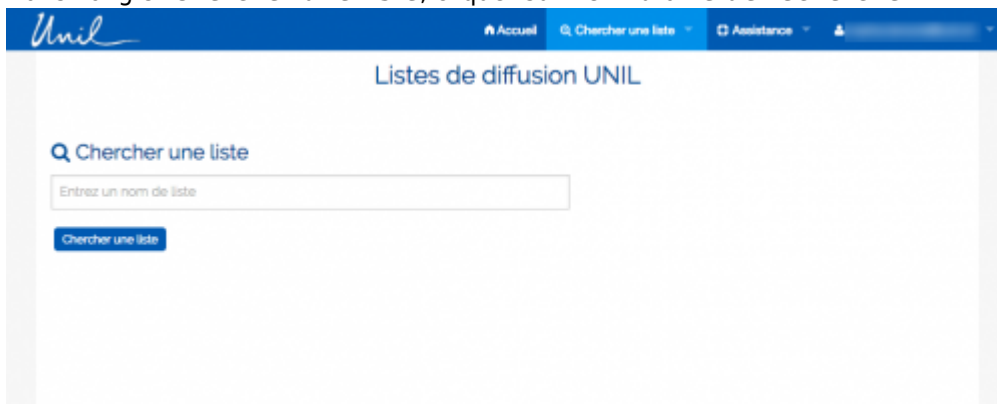 Unil
Accueil Chercher une liste Assistance
Listes de diffusion UNIL
Chercher une liste
Entrez un nom de liste
Chercher une liste